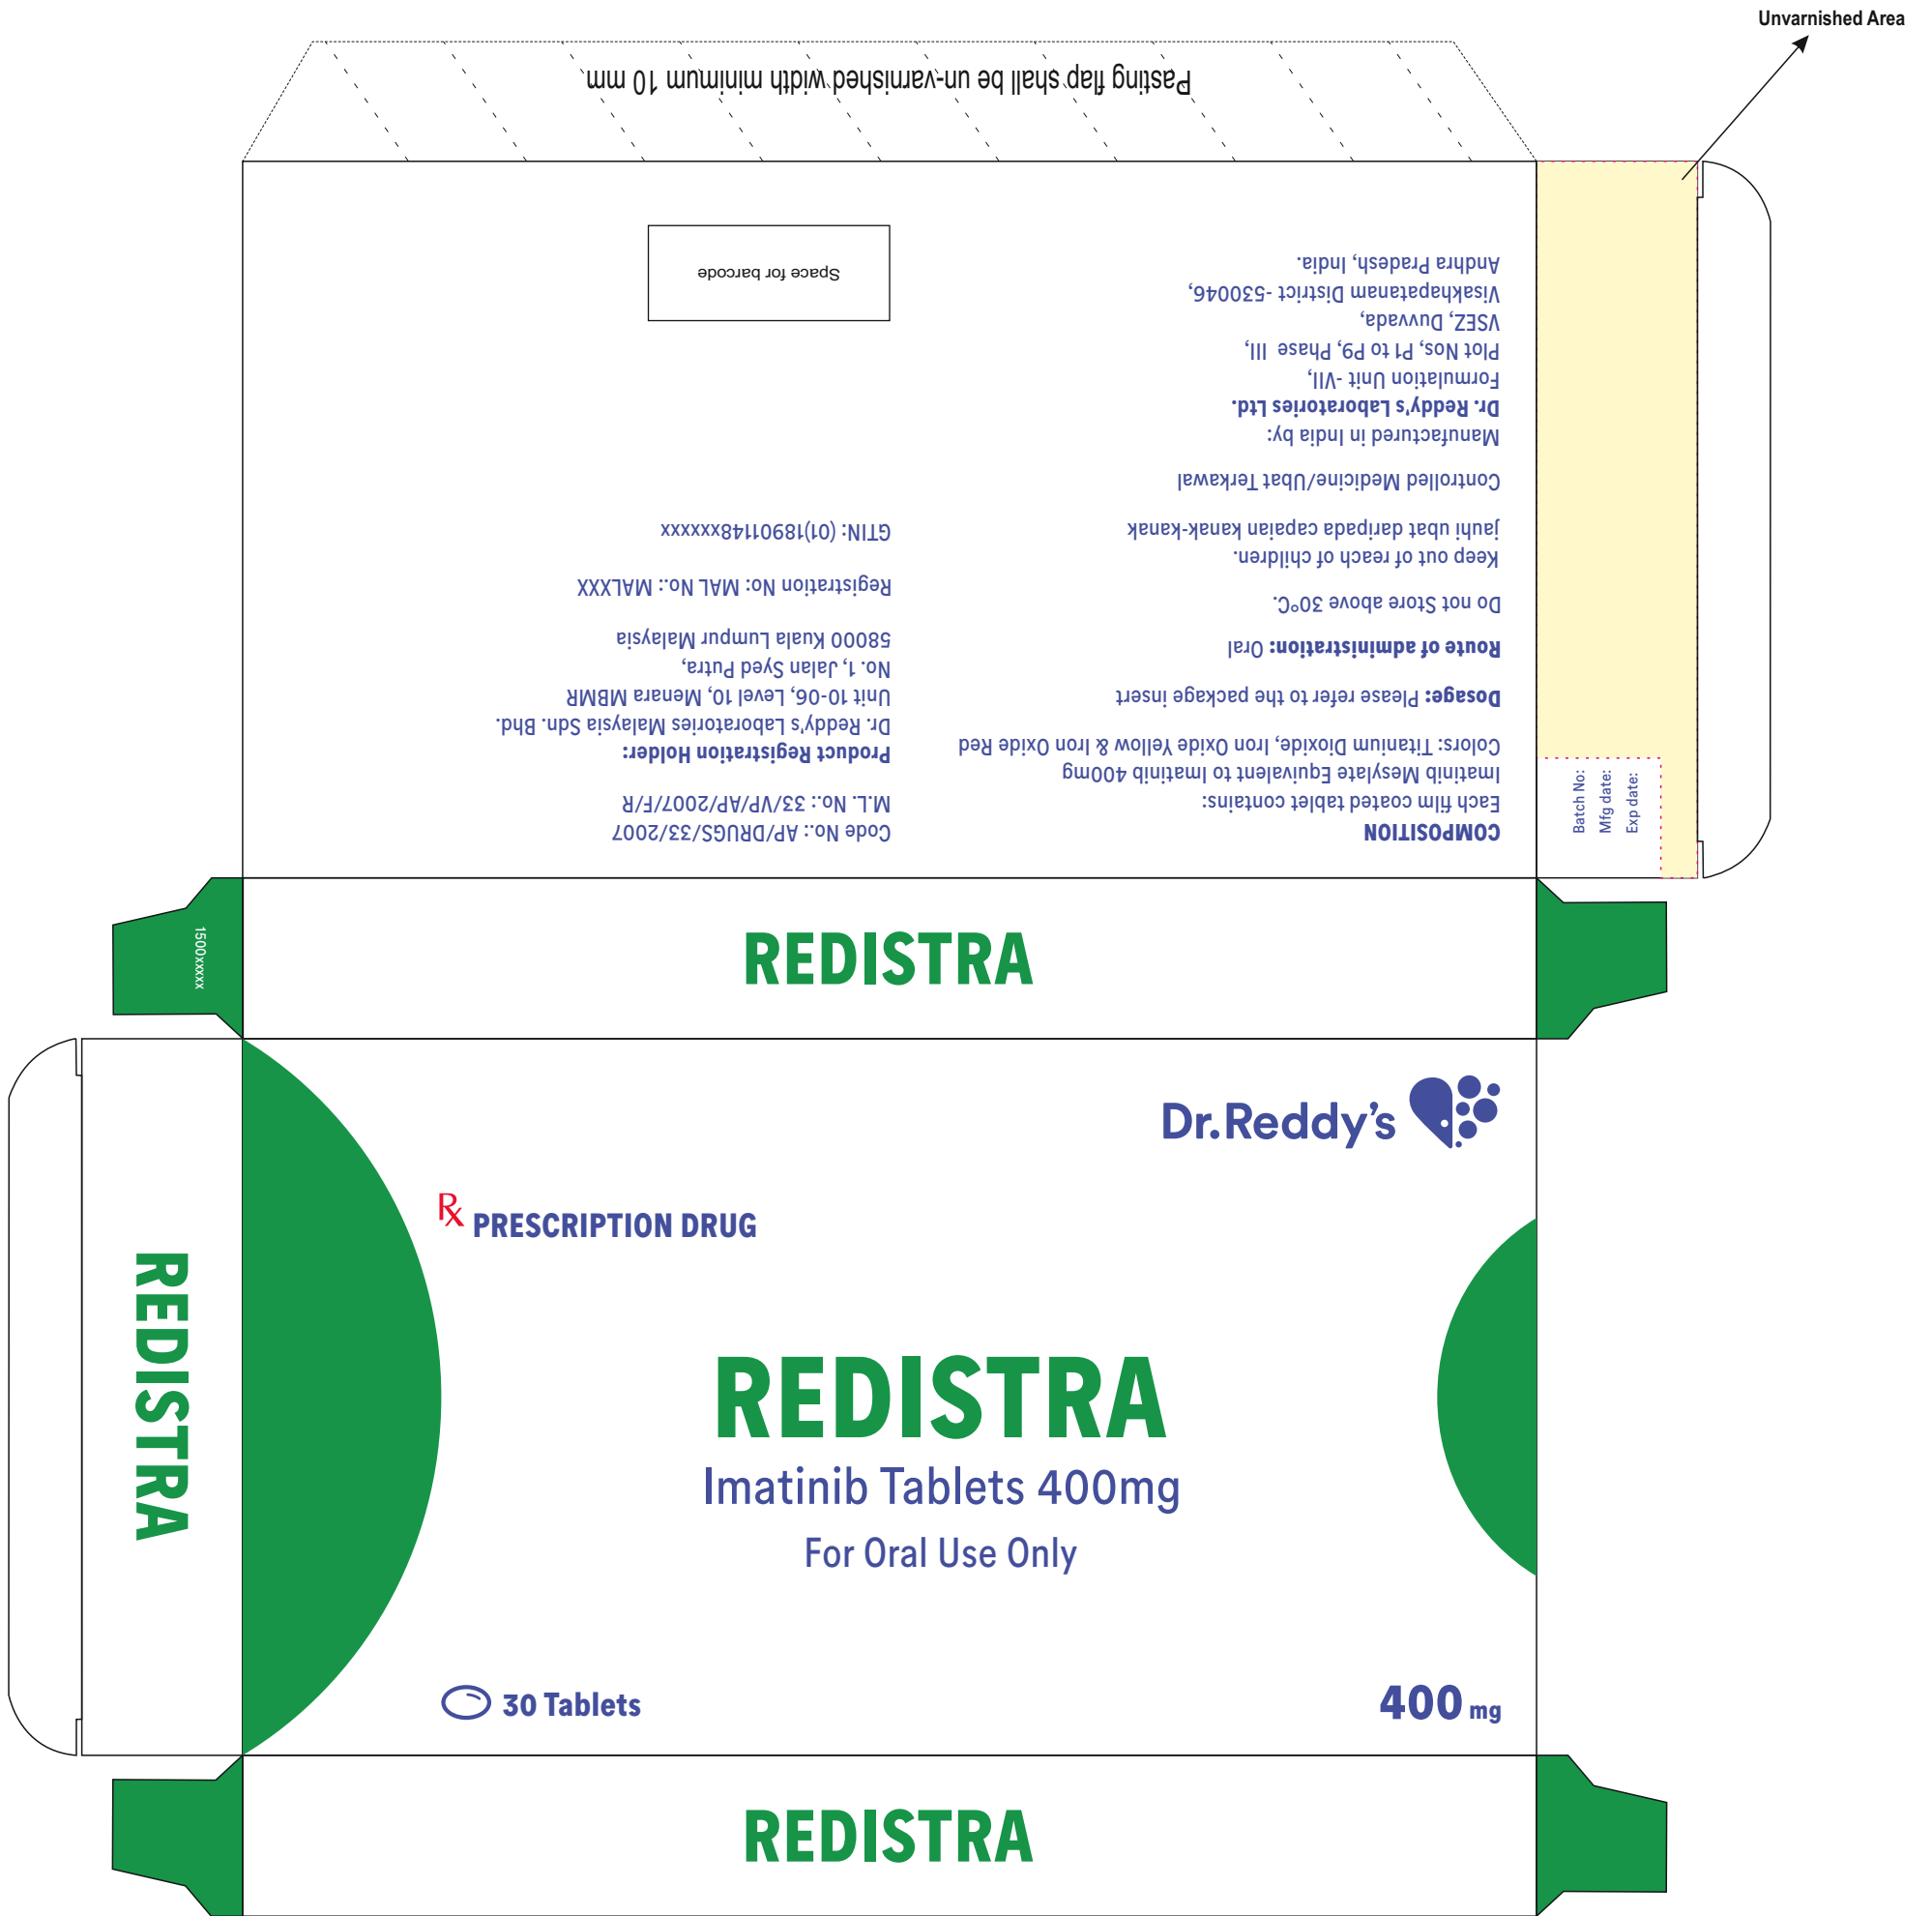 Unvarnished Area
Pasting flap shall be un-varnished width minimum 10 mm
COMPOSITION
Each film coated tablet contains:
Imatinib Mesylate Equivalent to Imatinib 400mg
Colors: Titanium Dioxide, Iron Oxide Yellow & Iron Oxide Red
Dosage: Please refer to the package insert
Route of administration: Oral
Do not Store above 30°C.
Keep out of reach of children.
jauhi ubat daripada capaian kanak-kanak
Controlled Medicine/Ubat Terkawal
Manufactured in India by:
Dr. Reddy's Laboratories Ltd.
Formulation Unit -VII,
Plot Nos, P1 to P9, Phase III,
VSEZ, Duvvada,
Visakhapatanam District -530046,
Andhra Pradesh, India.
Code No.: AP/DRUGS/33/2007
M.L. No.: 33/VP/AP/2007/F/R
Product Registration Holder:
Dr. Reddy's Laboratories Malaysia Sdn. Bhd.
Unit 10-06, Level 10, Menara MBMR
No. 1, Jalan Syed Putra,
58000 Kuala Lumpur Malaysia
Registration No: MAL No.: MALXXX
GTIN: (01)18901148xxxxxx
Space for barcode
Batch No:
Mfg date:
Exp date:
1500xxxxx
REDISTRA
Dr.Reddy's
Rx PRESCRIPTION DRUG
REDISTRA
REDISTRA
Imatinib Tablets 400mg
For Oral Use Only
30 Tablets
400 mg
REDISTRA